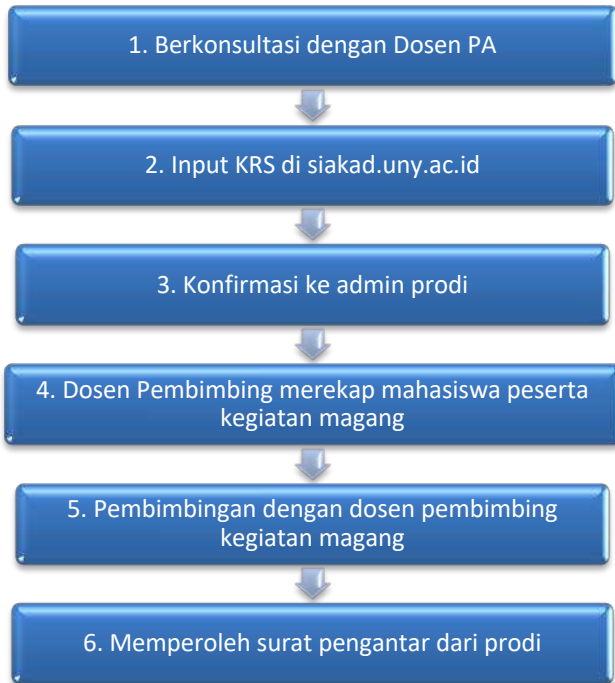 1. Berkonsultasi dengan Dosen PA
2. Input KRS di siakad.uny.ac.id
3. Konfirmasi ke admin prodi
4. Dosen Pembimbing merekap mahasiswa peserta
kegiatan magang
5. Pembimbingan dengan dosen pembimbing
kegiatan magang
6. Memperoleh surat pengantar dari prodi